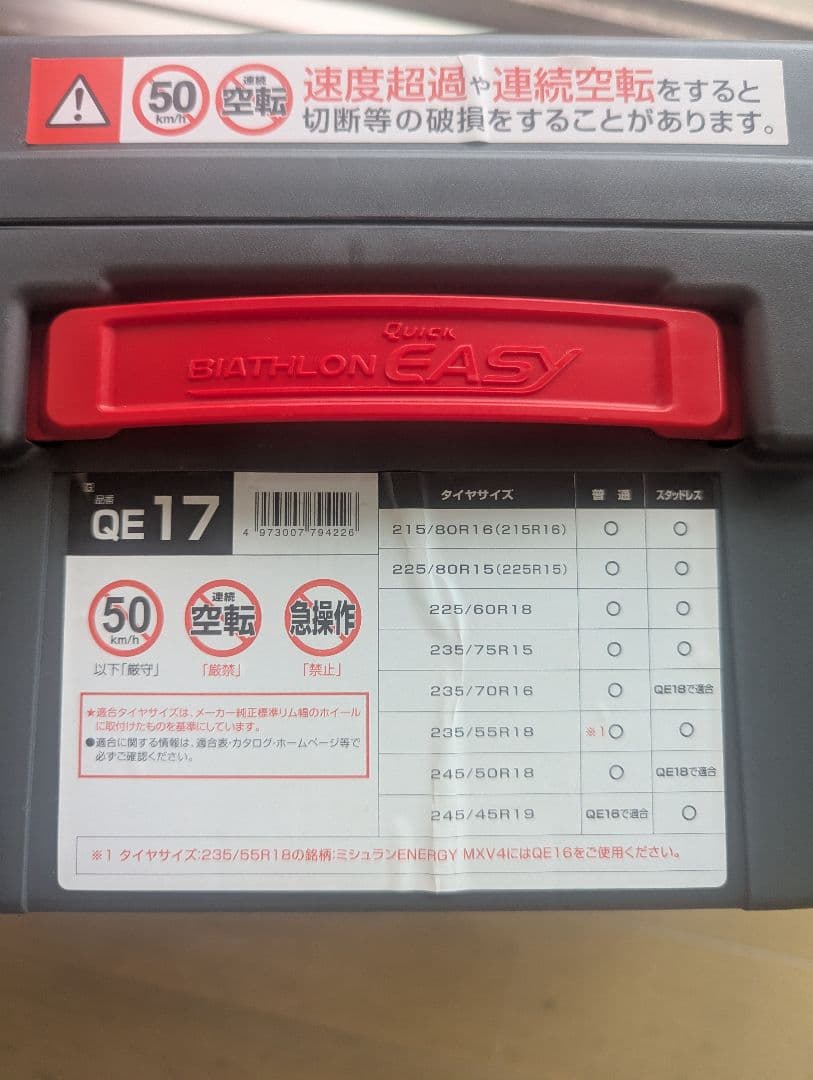 50 km/h 連続 空転 速度超過や連続空転をすると
切断等の破損をすることがあります。
QUICK
BIATHLON EASY
品番
QE17
4 973007 794226
50 km/h
以下「厳守」
連続 空転
「厳禁」
急操作
「禁止」
★適合タイヤサイズは、メーカー純正標準リム幅のホイール
に取付けたものを基準にしています。
●適合に関する情報は、適合表・カタログ・ホームページ等で
必ずご確認ください。
タイヤサイズ 普通 スタッドレス
215/80R16(215R16) ○ ○
225/80R15(225R15) ○ ○
225/60R18 ○ ○
235/75R15 ○ ○
235/70R16 ○ QE18で適合
235/55R18 ※1○ ○
245/50R18 ○ QE18で適合
245/45R19 QE16で適合 ○
※1 タイヤサイズ:235/55R18の銘柄:ミシュランENERGY MXV4にはQE16をご使用ください。